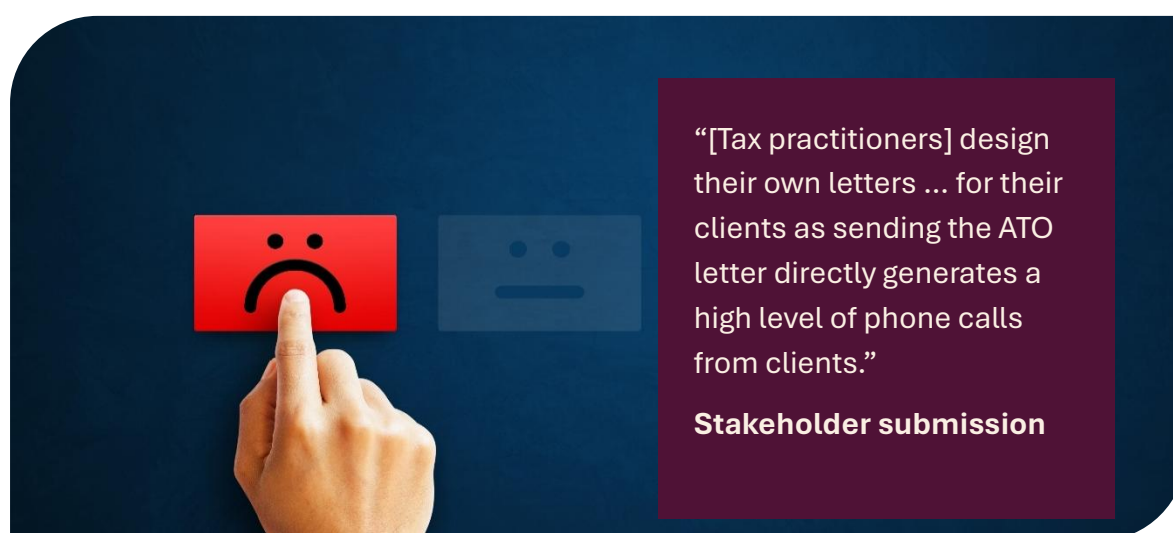 “[Tax practitioners] design
their own letters … for their
clients as sending the ATO
letter directly generates a
high level of phone calls
from clients.”
Stakeholder submission